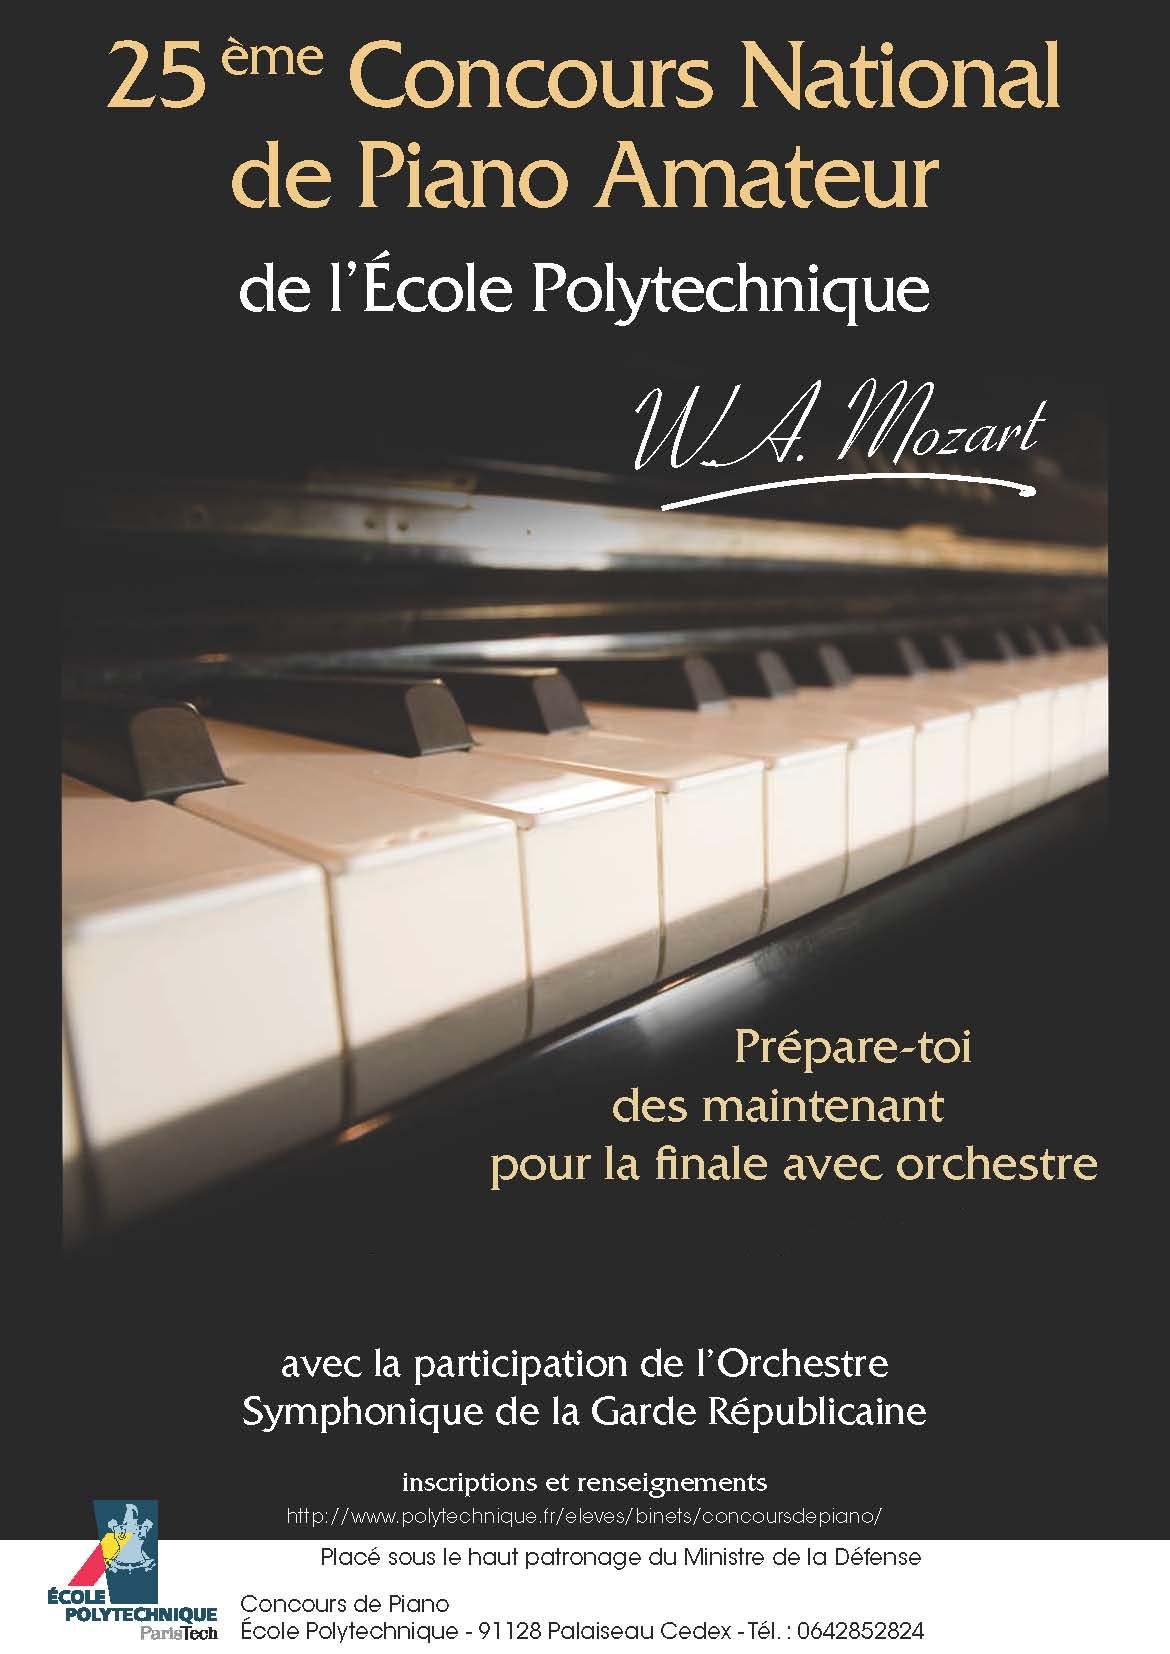 25ème Concours National
de Piano Amateur
de l'École Polytechnique
W.A. Mozart
Prépare-toi
des maintenant
pour la finale avec orchestre
avec la participation de l'Orchestre
Symphonique de la Garde Républicaine
inscriptions et renseignements
http://www.polytechnique.fr/eleves/binets/concoursdepiano/
Placé sous le haut patronage du Ministre de la Défense
ÉCOLE
POLYTECHNIQUE
ParisTech
Concours de Piano
École Polytechnique - 91128 Palaiseau Cedex - Tél. : 0642852824